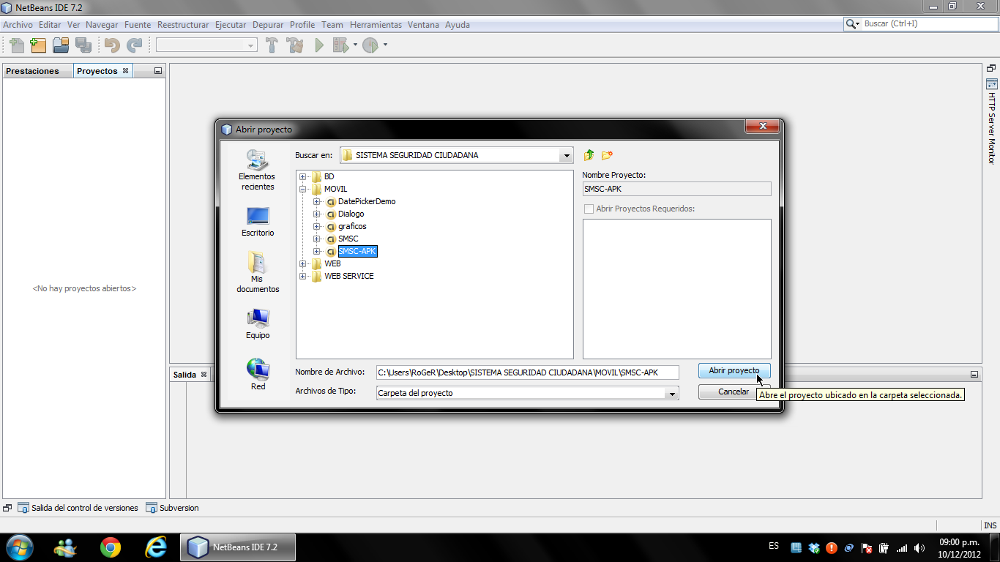 NetBeans IDE 7.2
Archivo Editar Ver Navegar Fuente Reestructurar Ejecutar Depurar Profile Team Herramientas Ventana Ayuda
Buscar (Ctrl+I)
Prestaciones
Proyectos
<No hay proyectos abiertos>
HTTP Server Monitor
Abrir proyecto
Buscar en:
SISTEMA SEGURIDAD CIUDADANA
Elementos
recientes
Escritorio
Mis
documentos
Equipo
Red
BD
MOVIL
DatePickerDemo
Dialogo
graficos
SMSC
SMSC-APK
WEB
WEB SERVICE
Nombre Proyecto:
SMSC-APK
Abrir Proyectos Requeridos:
Nombre de Archivo:
C:\Users\RoGeR\Desktop\SISTEMA SEGURIDAD CIUDADANA\MOVIL\SMSC-APK
Abrir proyecto
Archivos de Tipo:
Carpeta del proyecto
Cancelar
Abre el proyecto ubicado en la carpeta seleccionada.
Salida
Salida del control de versiones
Subversion
INS
NetBeans IDE 7.2
ES
09:00 p.m.
10/12/2012